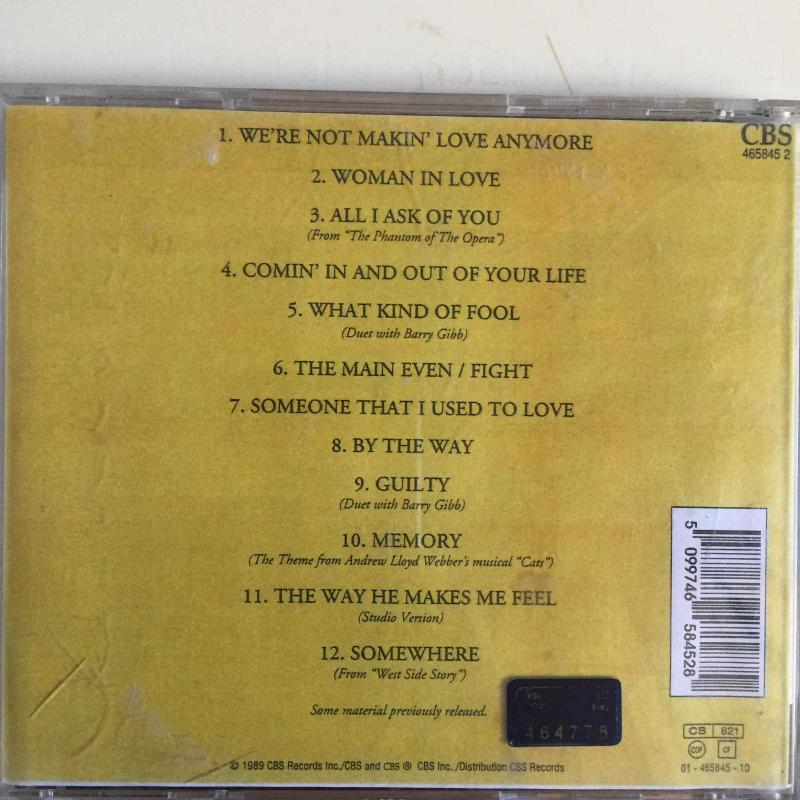 1. WE'RE NOT MAKIN' LOVE ANYMORE
CBS
465845 2
2. WOMAN IN LOVE
3. ALL I ASK OF YOU
(From "The Phantom of The Opera")
4. COMIN' IN AND OUT OF YOUR LIFE
5. WHAT KIND OF FOOL
(Duet with Barry Gibb)
6. THE MAIN EVEN / FIGHT
7. SOMEONE THAT I USED TO LOVE
8. BY THE WAY
9. GUILTY
(Duet with Barry Gibb)
10. MEMORY
(The Theme from Andrew Lloyd Webber's musical "Cats")
11. THE WAY HE MAKES ME FEEL
(Studio Version)
12. SOMEWHERE
(From "West Side Story")
Some material previously released.
5 099746 584528
464778
CB 821
01 - 465845 - 10
© 1989 CBS Records Inc./CBS and CBS ® CBS Inc../Distribution CBS Records